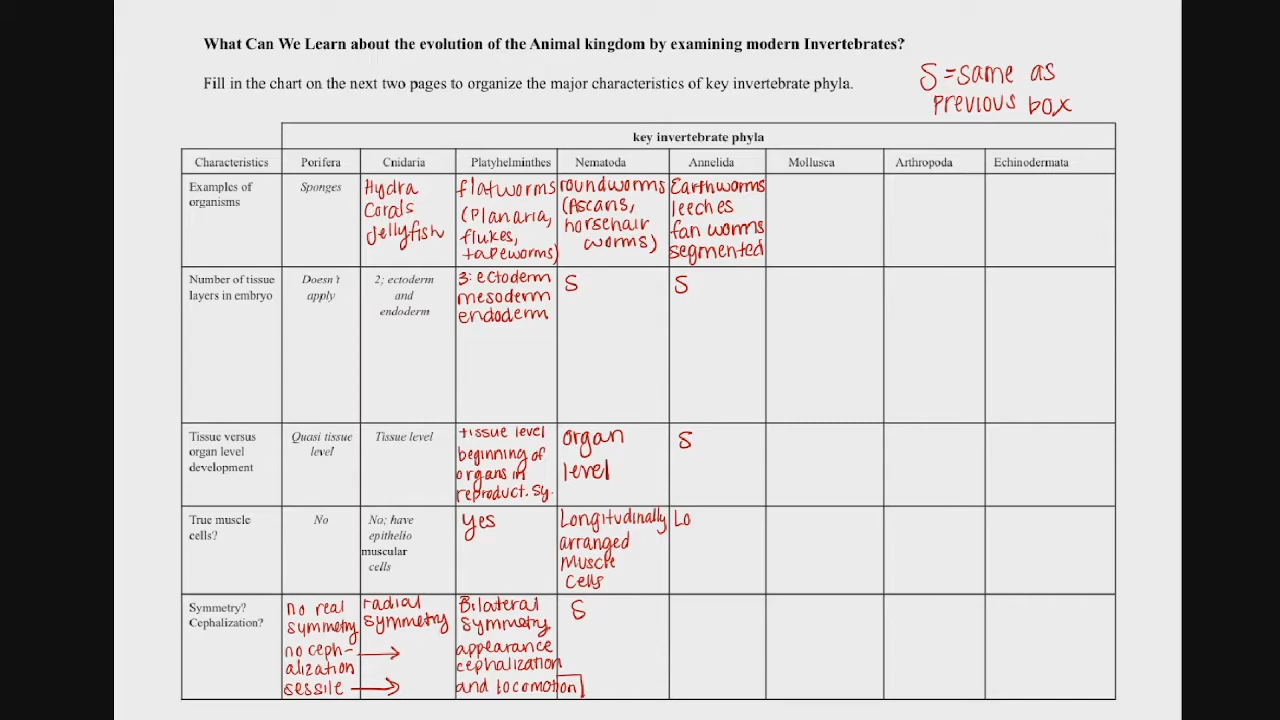 What Can We Learn about the evolution of the Animal kingdom by examining modern Invertebrates?
Fill in the chart on the next two pages to organize the major characteristics of key invertebrate phyla.
S = same as
previous box
key invertebrate phyla
Characteristics
Porifera
Cnidaria
Platyhelminthes
Nematoda
Annelida
Mollusca
Arthropoda
Echinodermata
Examples of
organisms
Sponges
Hydra
Corals
Jellyfish
flatworms
(Planaria,
flukes,
tapeworms)
roundworms
(Ascans,
horsehair
worms)
Earthworms
leeches
fan worms
segmented
Number of tissue
layers in embryo
Doesn't
apply
2; ectoderm
and
endoderm
3: ectoderm
mesoderm
endoderm
S
S
Tissue versus
organ level
development
Quasi tissue
level
Tissue level
tissue level
beginning of
organs in
reproduct. sy.
organ
level
S
True muscle
cells?
No
No; have
epithelio
muscular
cells
yes
Longitudinally
arranged
muscle
cells
Lo
Symmetry?
Cephalization?
no real
symmetry
no ceph-
alization
sessile
radial
symmetry
Bilateral
symmetry
appearance
cephalization
and locomotion
S